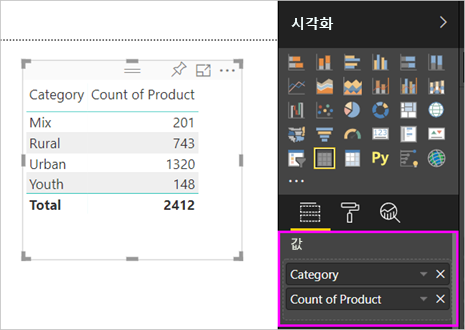 시각화
Category Count of Product
Mix 201
Rural 743
Urban 1320
Youth 148
Total 2412
123
Py
값
Category
Count of Product